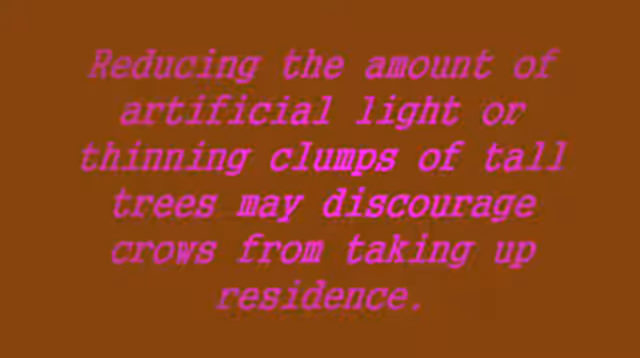 Reducing the amount of
artificial light or
thinning clumps of tall
trees may discourage
crows from taking up
residence.